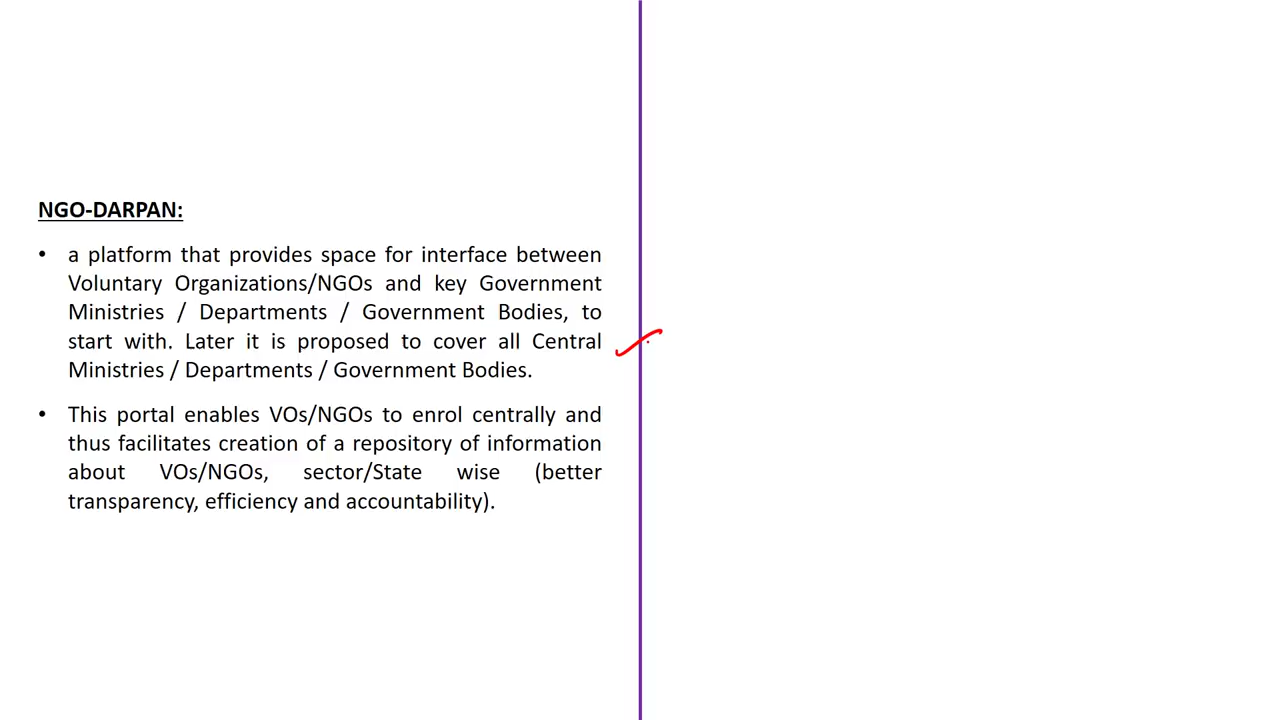 NGO-DARPAN:
• a platform that provides space for interface between
Voluntary Organizations/NGOs and key Government
Ministries / Departments / Government Bodies, to
start with. Later it is proposed to cover all Central
Ministries / Departments / Government Bodies.
• This portal enables VOs/NGOs to enrol centrally and
thus facilitates creation of a repository of information
about VOs/NGOs, sector/State wise (better
transparency, efficiency and accountability).